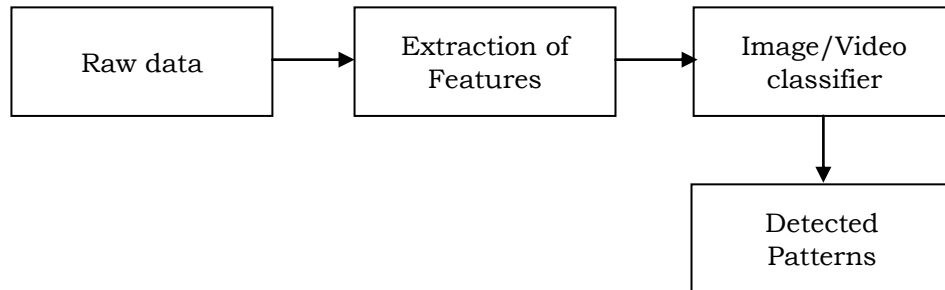 Raw data
Extraction of
Features
Image/Video
classifier
Detected
Patterns